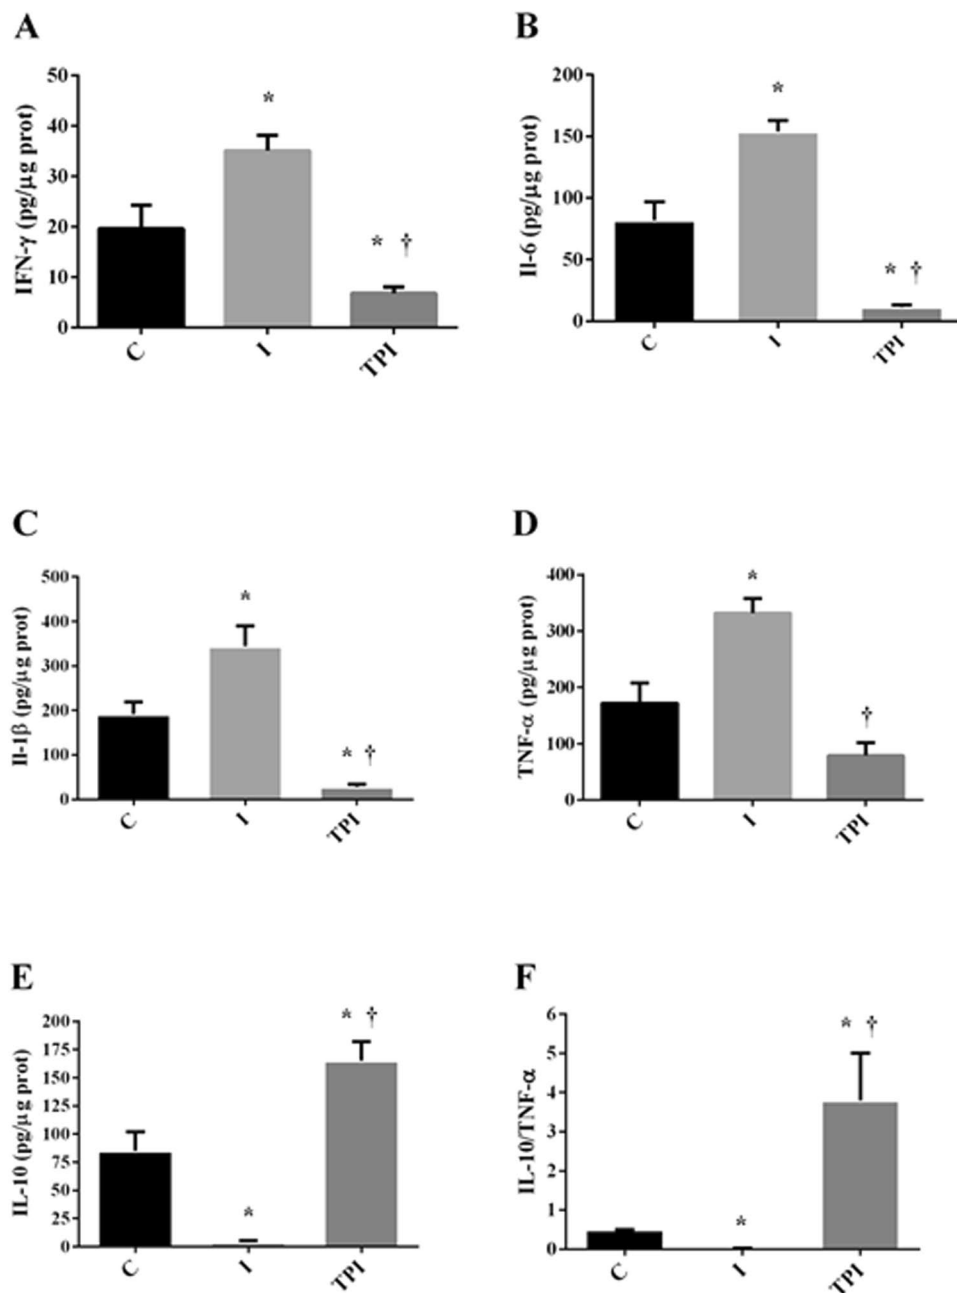 A
IFN-γ (pg/μg prot)
50
40
30
20
10
0
*
* †
C
I
TPI
B
Il-6 (pg/μg prot)
200
150
100
50
0
*
* †
C
I
TPI
C
Il-1β (pg/μg prot)
500
400
300
200
100
0
*
* †
C
I
TPI
D
TNF-α (pg/μg prot)
400
300
200
100
0
*
†
C
I
TPI
E
IL-10 (pg/μg prot)
200
175
150
125
100
75
50
25
0
*
* †
C
I
TPI
F
IL-10/TNF-α
6
5
4
3
2
1
0
*
* †
C
I
TPI